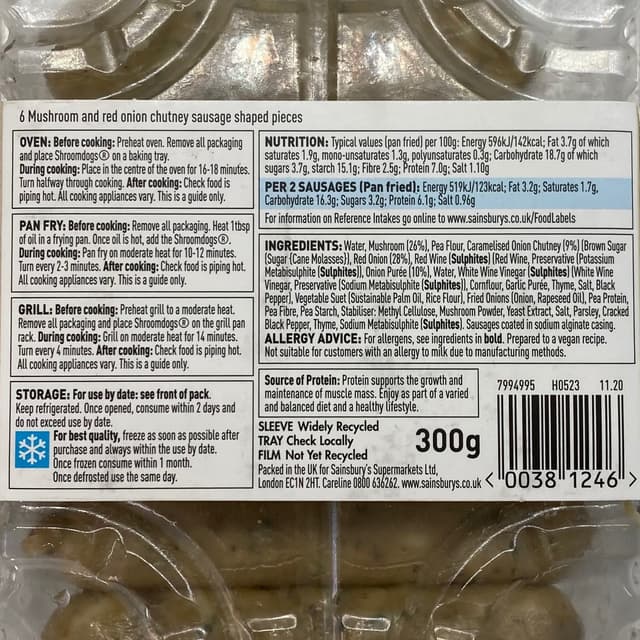 6 Mushroom and red onion chutney sausage shaped pieces
OVEN: Before cooking: Preheat oven. Remove all packaging
and place Shroomdogs® on a baking tray.
During cooking: Place in the centre of the oven for 16-18 minutes.
Turn halfway through cooking. After cooking: Check food is
piping hot. All cooking appliances vary. This is a guide only.
PAN FRY: Before cooking: Remove all packaging. Heat 1tbsp
of oil in a frying pan. Once oil is hot, add the Shroomdogs®.
During cooking: Pan fry on moderate heat for 10-12 minutes.
Turn every 2-3 minutes. After cooking: Check food is piping hot.
All cooking appliances vary. This is a guide only.
GRILL: Before cooking: Preheat grill to a moderate heat.
Remove all packaging and place Shroomdogs® on the grill pan
rack. During cooking: Grill on moderate heat for 14 minutes.
Turn every 4 minutes. After cooking: Check food is piping hot.
All cooking appliances vary. This is a guide only.
STORAGE: For use by date: see front of pack.
Keep refrigerated. Once opened, consume within 2 days and
do not exceed use by date.
For best quality, freeze as soon as possible after
purchase and always within the use by date.
Once frozen consume within 1 month.
Once defrosted use the same day.
NUTRITION: Typical values (pan fried) per 100g: Energy 596kJ/142kcal; Fat 3.7g of which
saturates 1.9g, mono-unsaturates 1.3g, polyunsaturates 0.3g; Carbohydrate 18.7g of which
sugars 3.7g, starch 15.1g; Fibre 2.5g; Protein 7.0g; Salt 1.10g
PER 2 SAUSAGES (Pan fried): Energy 519kJ/123kcal; Fat 3.2g; Saturates 1.7g,
Carbohydrate 16.3g; Sugars 3.2g; Protein 6.1g; Salt 0.96g
For information on Reference Intakes go online to www.sainsburys.co.uk/FoodLabels
INGREDIENTS: Water, Mushroom (26%), Pea Flour, Caramelised Onion Chutney (9%) (Brown Sugar
(Sugar (Cane Molasses)), Red Onion (28%), Red Wine (Sulphites) (Red Wine, Preservative (Potassium
Metabisulphite (Sulphites)), Onion Purée (10%), Water, White Wine Vinegar (Sulphites) (White Wine
Vinegar, Preservative (Sodium Metabisulphite (Sulphites)), Cornflour, Garlic Purée, Thyme, Salt, Black
Pepper), Vegetable Suet (Sustainable Palm Oil, Rice Flour), Fried Onions (Onion, Rapeseed Oil), Pea Protein,
Pea Fibre, Pea Starch, Stabiliser: Methyl Cellulose, Mushroom Powder, Yeast Extract, Salt, Parsley, Cracked
Black Pepper, Thyme, Sodium Metabisulphite (Sulphites). Sausages coated in sodium alginate casing.
ALLERGY ADVICE: For allergens, see ingredients in bold. Prepared to a vegan recipe.
Not suitable for customers with an allergy to milk due to manufacturing methods.
Source of Protein: Protein supports the growth and
maintenance of muscle mass. Enjoy as part of a varied
and balanced diet and a healthy lifestyle.
SLEEVE Widely Recycled
TRAY Check Locally
FILM Not Yet Recycled
300g
Packed in the UK for Sainsbury's Supermarkets Ltd,
London EC1N 2HT. Careline 0800 636262. www.sainsburys.co.uk
7994995 H0523 11.20
< 0038 1246 >